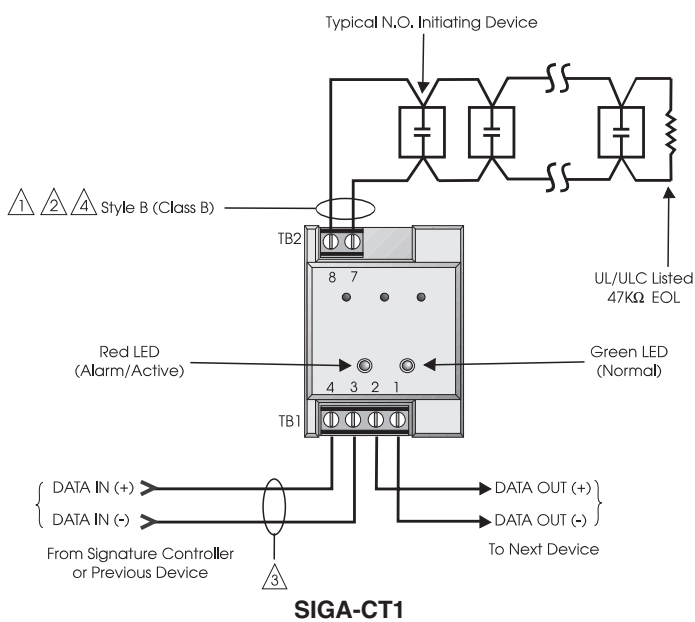 Typical N.O. Initiating Device
1 2 4 Style B (Class B)
TB2
8 7
UL/ULC Listed
47KΩ EOL
Red LED
(Alarm/Active)
Green LED
(Normal)
4 3 2 1
TB1
DATA IN (+)
DATA OUT (+)
DATA IN (-)
DATA OUT (-)
From Signature Controller
or Previous Device
To Next Device
3
SIGA-CT1